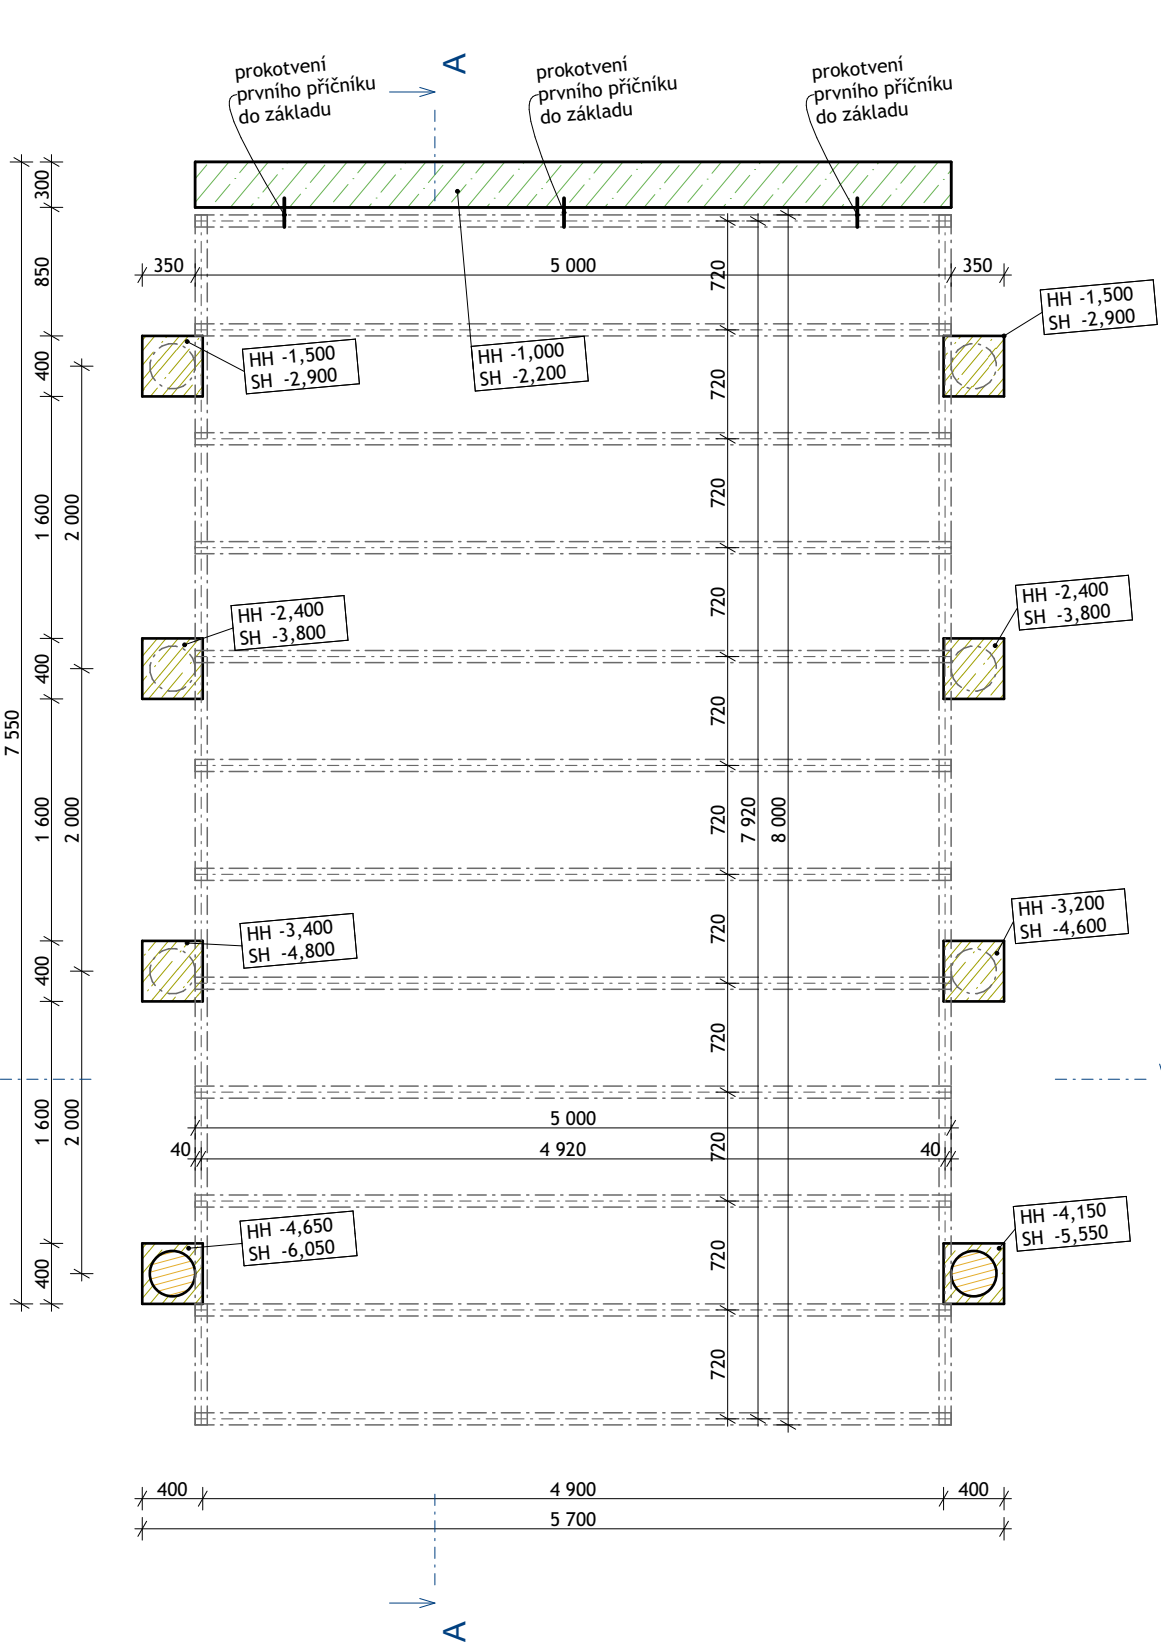 A
prokotvení
prvního příčníku
do základu
prokotvení
prvního příčníku
do základu
prokotvení
prvního příčníku
do základu
300
850
400
1 600
400
1 600
400
1 600
400
7 550
2 000
2 000
2 000
350
5 000
350
HH -1,500
SH -2,900
HH -1,000
SH -2,200
HH -1,500
SH -2,900
HH -2,400
SH -3,800
HH -2,400
SH -3,800
HH -3,400
SH -4,800
HH -3,200
SH -4,600
HH -4,650
SH -6,050
HH -4,150
SH -5,550
720
720
720
720
720
720
720
720
720
720
720
7 920
8 000
5 000
40
4 920
40
400
4 900
400
5 700
A